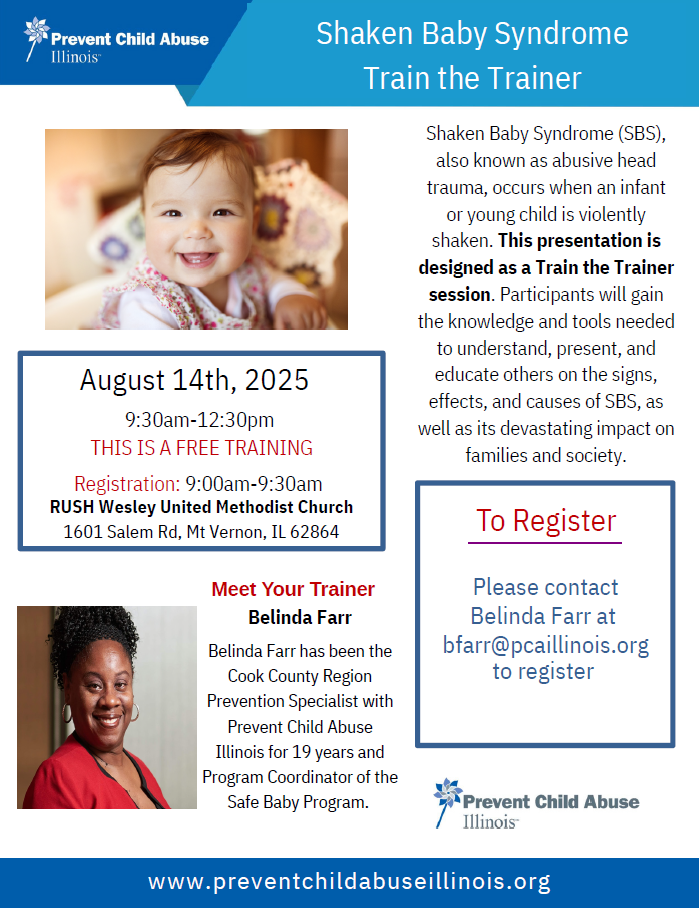 Prevent Child Abuse
Illinois™
Shaken Baby Syndrome
Train the Trainer
Shaken Baby Syndrome (SBS),
also known as abusive head
trauma, occurs when an infant
or young child is violently
shaken. This presentation is
designed as a Train the Trainer
session. Participants will gain
the knowledge and tools needed
to understand, present, and
educate others on the signs,
effects, and causes of SBS, as
well as its devastating impact on
families and society.
August 14th, 2025
9:30am-12:30pm
THIS IS A FREE TRAINING
Registration: 9:00am-9:30am
RUSH Wesley United Methodist Church
1601 Salem Rd, Mt Vernon, IL 62864
To Register
Please contact
Belinda Farr at
bfarr@pcaillinois.org
to register
Meet Your Trainer
Belinda Farr
Belinda Farr has been the
Cook County Region
Prevention Specialist with
Prevent Child Abuse
Illinois for 19 years and
Program Coordinator of the
Safe Baby Program.
Prevent Child Abuse
Illinois™
www.preventchildabuseillinois.org